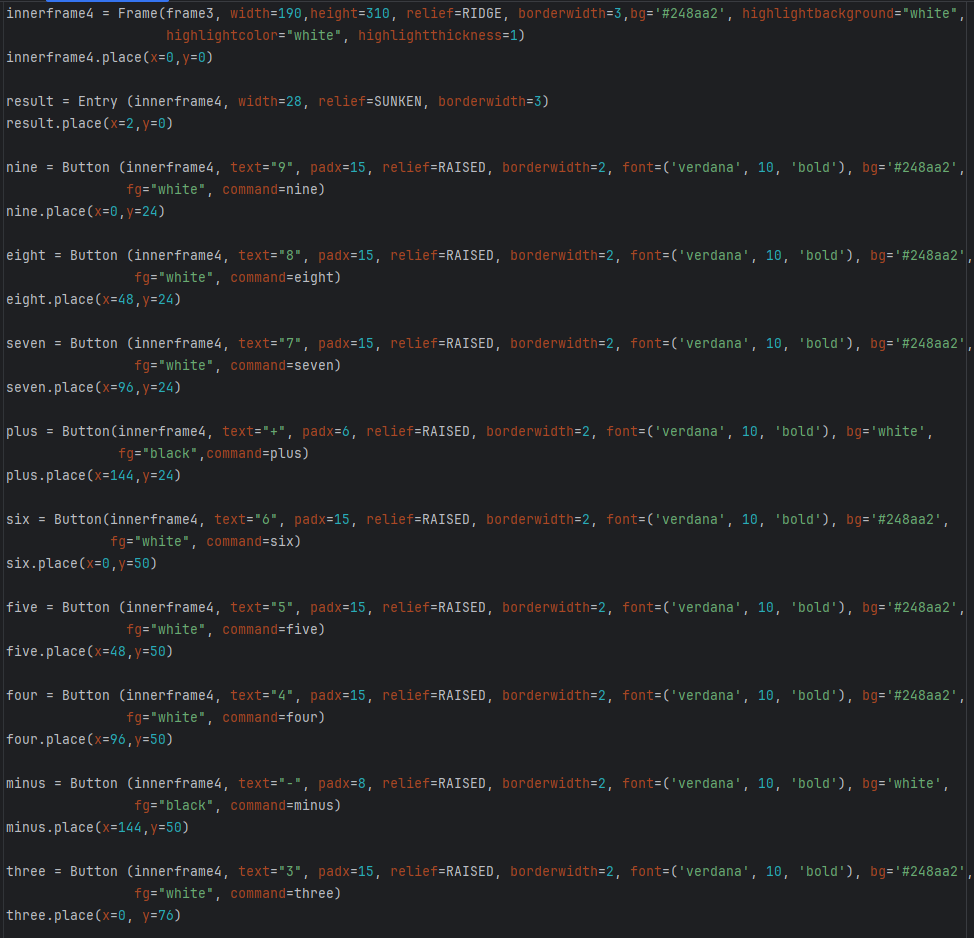 innerframe4 = Frame(frame3, width=190,height=310, relief=RIDGE, borderwidth=3,bg='#248aa2', highlightbackground="white",
                    highlightcolor="white", highlightthickness=1)
innerframe4.place(x=0,y=0)

result = Entry (innerframe4, width=28, relief=SUNKEN, borderwidth=3)
result.place(x=2,y=0)

nine = Button (innerframe4, text="9", padx=15, relief=RAISED, borderwidth=2, font=('verdana', 10, 'bold'), bg='#248aa2',
               fg="white", command=nine)
nine.place(x=0,y=24)

eight = Button (innerframe4, text="8", padx=15, relief=RAISED, borderwidth=2, font=('verdana', 10, 'bold'), bg='#248aa2',
                fg="white", command=eight)
eight.place(x=48,y=24)

seven = Button (innerframe4, text="7", padx=15, relief=RAISED, borderwidth=2, font=('verdana', 10, 'bold'), bg='#248aa2',
                fg="white", command=seven)
seven.place(x=96,y=24)

plus = Button(innerframe4, text="+", padx=6, relief=RAISED, borderwidth=2, font=('verdana', 10, 'bold'), bg='white',
              fg="black",command=plus)
plus.place(x=144,y=24)

six = Button(innerframe4, text="6", padx=15, relief=RAISED, borderwidth=2, font=('verdana', 10, 'bold'), bg='#248aa2',
             fg="white", command=six)
six.place(x=0,y=50)

five = Button (innerframe4, text="5", padx=15, relief=RAISED, borderwidth=2, font=('verdana', 10, 'bold'), bg='#248aa2',
               fg="white", command=five)
five.place(x=48,y=50)

four = Button (innerframe4, text="4", padx=15, relief=RAISED, borderwidth=2, font=('verdana', 10, 'bold'), bg='#248aa2',
               fg="white", command=four)
four.place(x=96,y=50)

minus = Button (innerframe4, text="-", padx=8, relief=RAISED, borderwidth=2, font=('verdana', 10, 'bold'), bg='white',
                fg="black", command=minus)
minus.place(x=144,y=50)

three = Button (innerframe4, text="3", padx=15, relief=RAISED, borderwidth=2, font=('verdana', 10, 'bold'), bg='#248aa2',
                fg="white", command=three)
three.place(x=0, y=76)